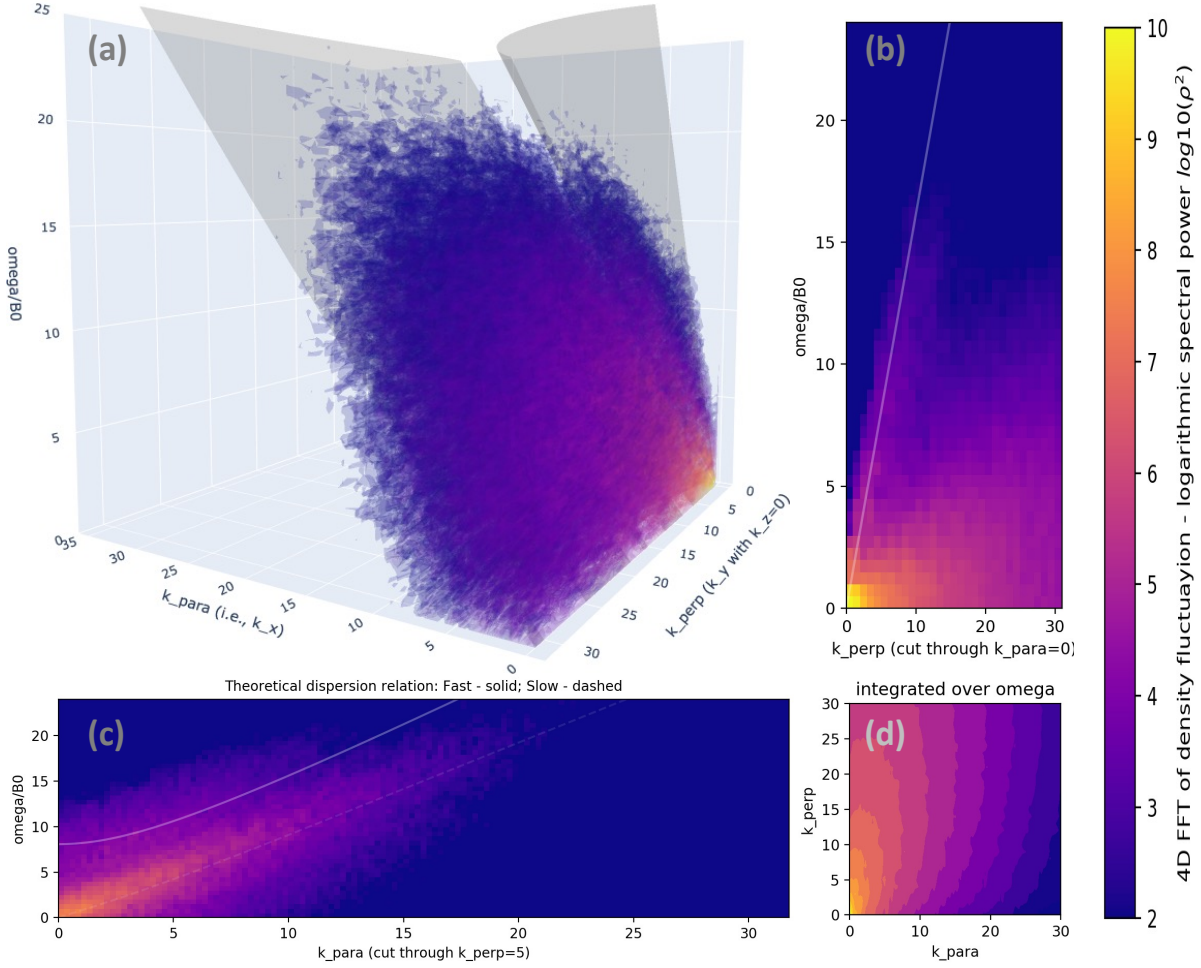 (a)
25
20
15
10
5
0
omega/B0
35
30
25
20
15
10
5
0
k_para (i.e., k_x)
0
5
10
15
20
25
30
k_perp (k_y with k_z=0)
(b)
20
15
10
5
0
omega/B0
0 10 20 30
k_perp (cut through k_para=0)
10
9
8
7
6
5
4
3
2
4D FFT of density fluctuayion - logarithmic spectral power log10(ρ²)
Theoretical dispersion relation: Fast - solid; Slow - dashed
(c)
20
15
10
5
0
omega/B0
0 5 10 15 20 25 30
k_para (cut through k_perp=5)
integrated over omega
(d)
30
25
20
15
10
5
0
k_perp
0 10 20 30
k_para